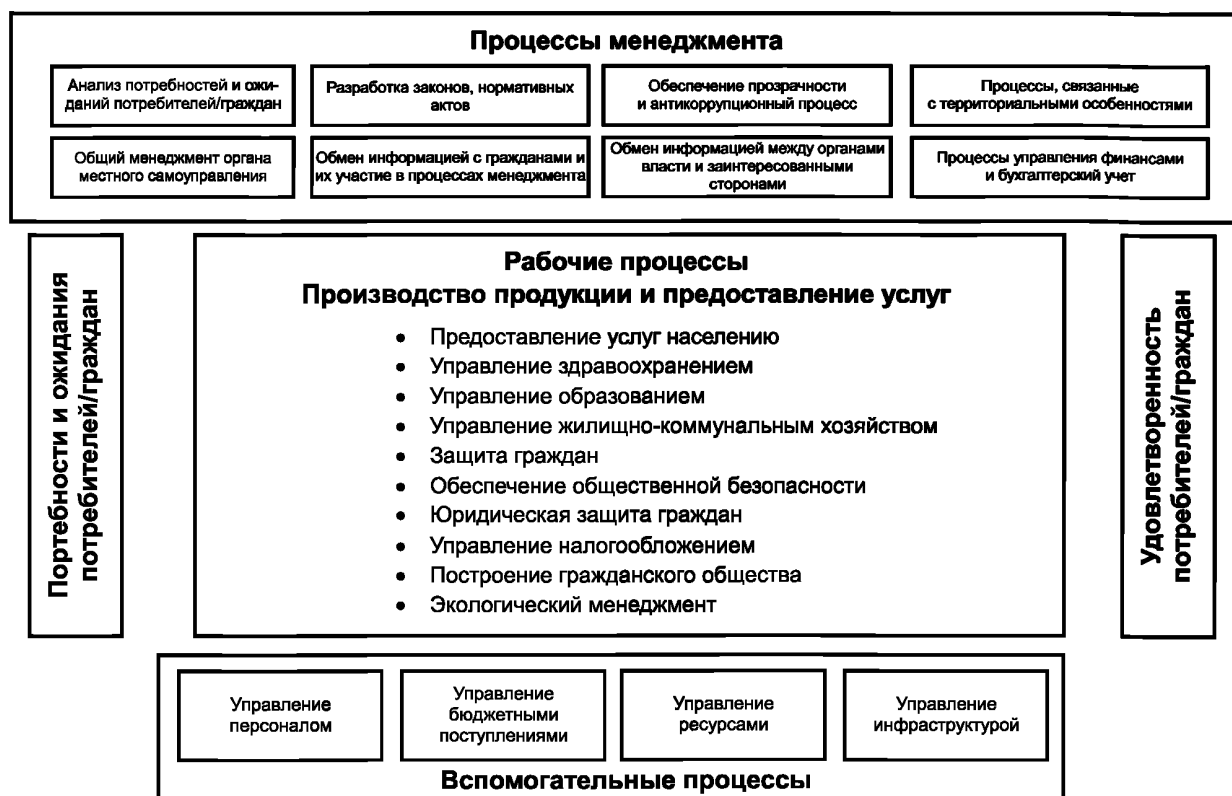 Процессы менеджмента
Анализ потребностей и ожи-
даний потребителей/граждан
Разработка законов, нормативных
актов
Обеспечение прозрачности
и антикоррупционный процесс
Процессы, связанные
с территориальными особенностями
Общий менеджмент органа
местного самоуправления
Обмен информацией с гражданами и
их участие в процессах менеджмента
Обмен информацией между органами
власти и заинтересованными
сторонами
Процессы управления финансами
и бухгалтерский учет
Портебности и ожидания
потребителей/граждан
Рабочие процессы
Производство продукции и предоставление услуг
• Предоставление услуг населению
• Управление здравоохранением
• Управление образованием
• Управление жилищно-коммунальным хозяйством
• Защита граждан
• Обеспечение общественной безопасности
• Юридическая защита граждан
• Управление налогообложением
• Построение гражданского общества
• Экологический менеджмент
Удовлетворенность
потребителей/граждан
Управление
персоналом
Управление
бюджетными
поступлениями
Управление
ресурсами
Управление
инфраструктурой
Вспомогательные процессы